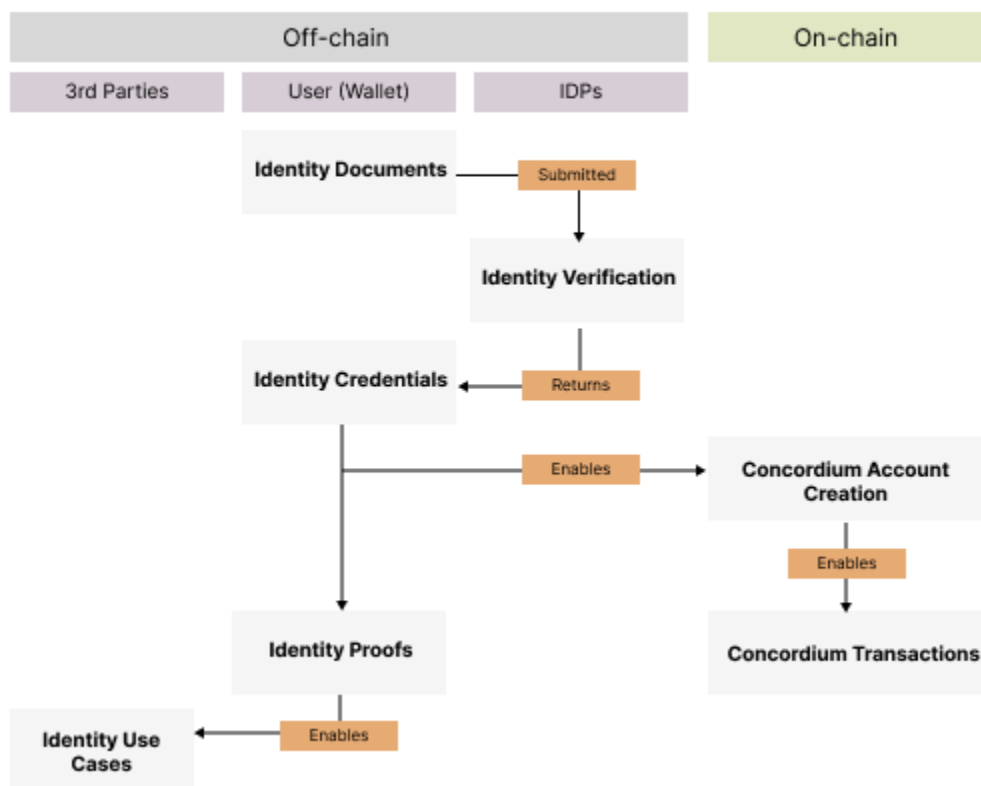 Off-chain
On-chain
3rd Parties
User (Wallet)
IDPs
Identity Documents
Submitted
Identity Verification
Identity Credentials
Returns
Enables
Concordium Account
Creation
Enables
Identity Proofs
Concordium Transactions
Enables
Identity Use
Cases